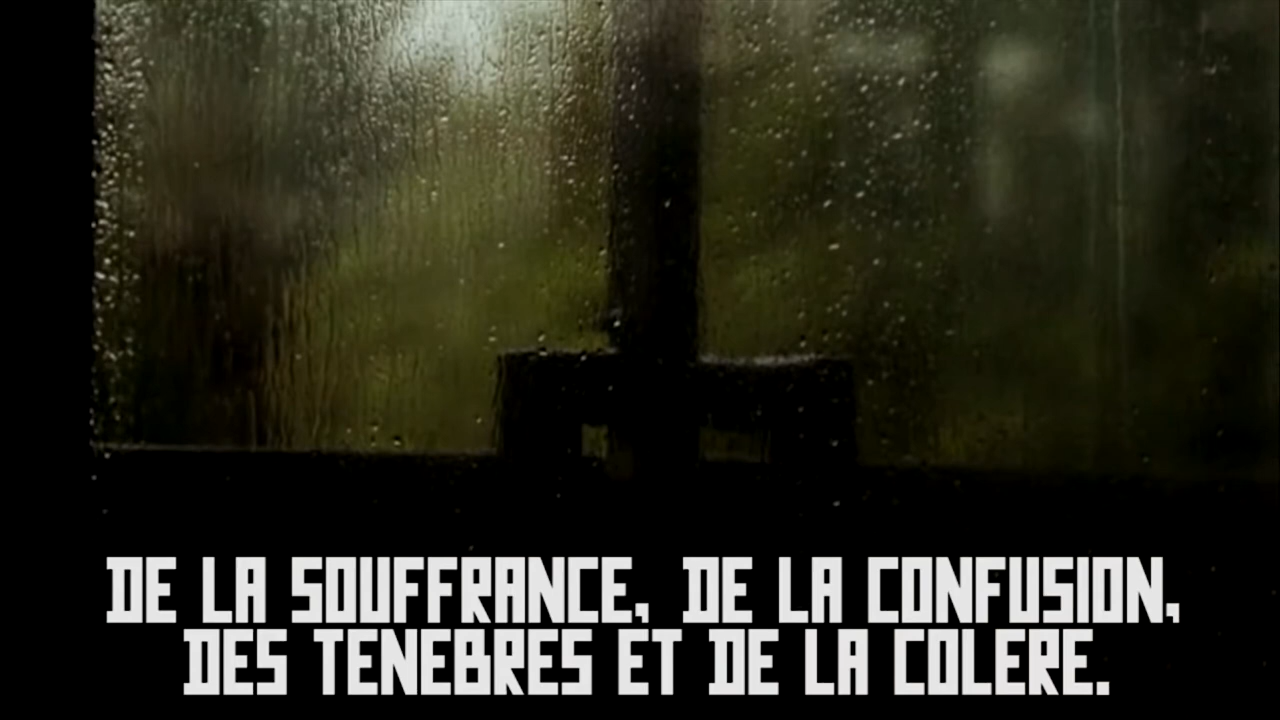 DE LA SOUFFRANCE, DE LA CONFUSION,
DES TENEBRES ET DE LA COLERE.